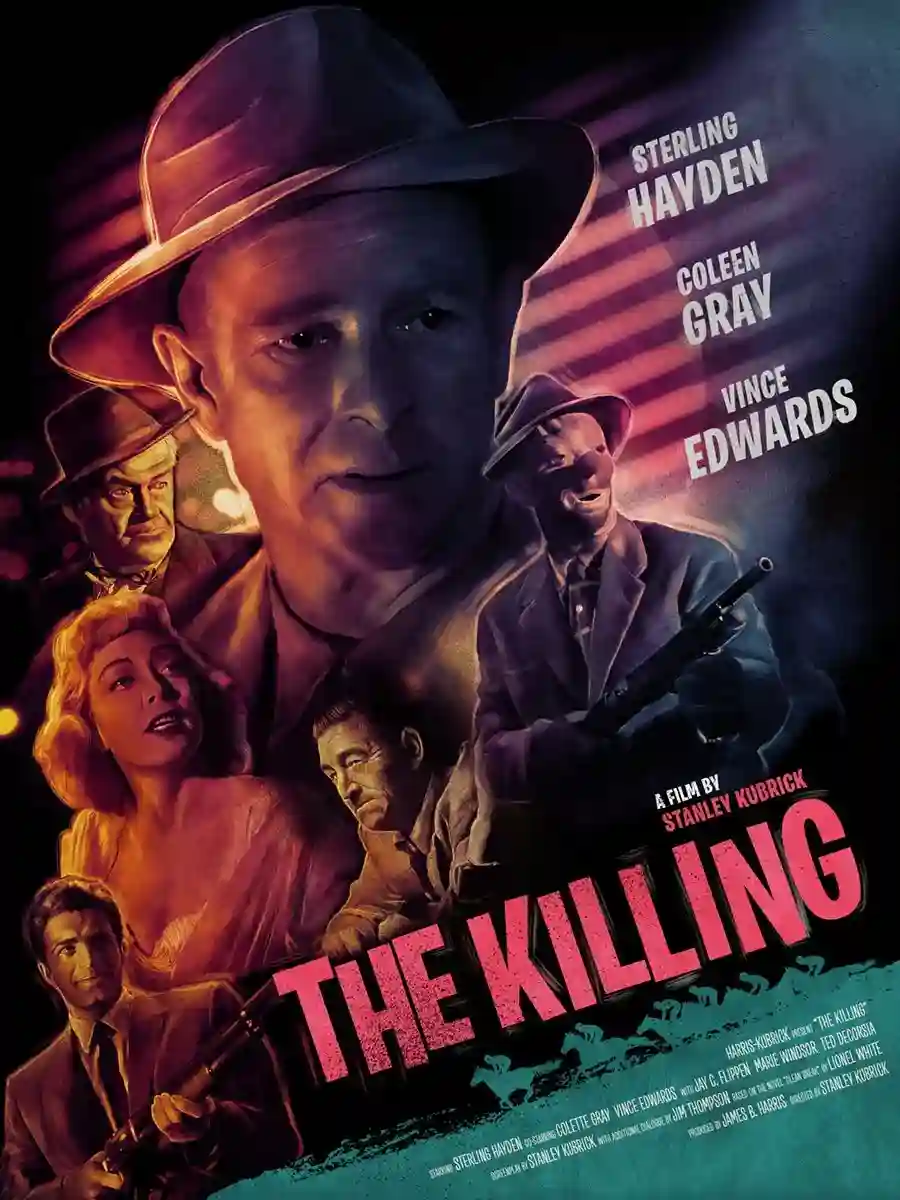 STERLING
HAYDEN
COLEEN
GRAY
VINCE
EDWARDS
A FILM BY
STANLEY KUBRICK
THE KILLING
HARRIS-KUBRICK PRESENT "THE KILLING"
STARRING STERLING HAYDEN CO-STARRING COLETTE GRAY VINCE EDWARDS WITH JAY C. FLIPPEN MARIE WINDSOR TED DECORSIA
SCREENPLAY BY STANLEY KUBRICK WITH ADDITIONAL DIALOGUE BY JIM THOMPSON BASED ON THE NOVEL "CLEAN BREAK" BY LIONEL WHITE
PRODUCED BY JAMES B. HARRIS DIRECTED BY STANLEY KUBRICK